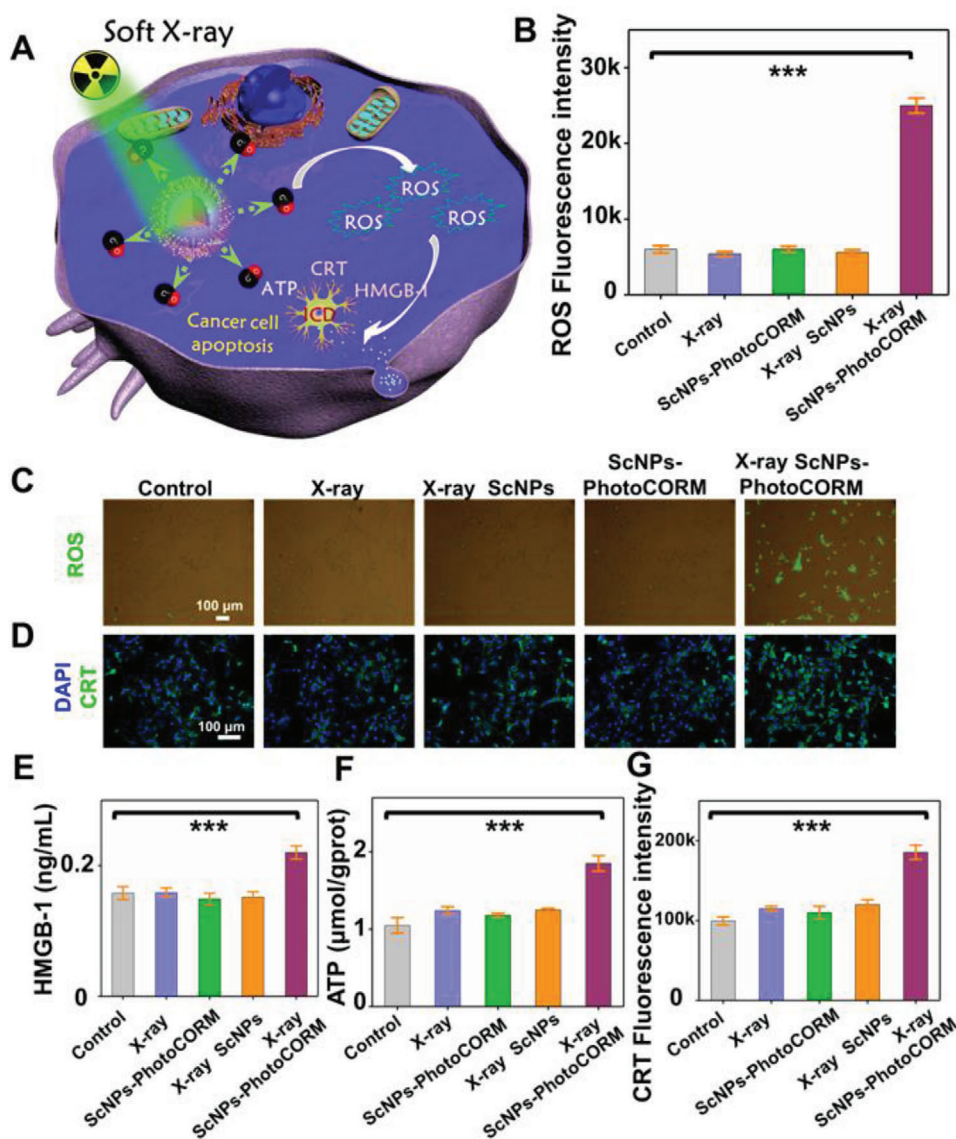 A
Soft X-ray
C O
C O
C O
C O
C O
C O
ROS
ROS
ROS
CRT
ATP
HMGB-1
ICD
Cancer cell
apoptosis
B
ROS Fluorescence intensity
30k
20k
10k
0
***
Control
X-ray
ScNPs-PhotoCORM
X-ray ScNPs
X-ray
ScNPs-PhotoCORM
C
Control
X-ray
X-ray ScNPs
ScNPs-
PhotoCORM
X-ray ScNPs-
PhotoCORM
ROS
100 µm
D
DAPI
CRT
100 µm
E
HMGB-1 (ng/mL)
0.2
0
***
Control
X-ray
ScNPs-PhotoCORM
X-ray ScNPs
X-ray
ScNPs-PhotoCORM
F
ATP (µmol/gprot)
2
1
0
***
Control
X-ray
ScNPs-PhotoCORM
X-ray ScNPs
X-ray
ScNPs-PhotoCORM
G
CRT Fluorescence intensity
200k
100k
0
***
Control
X-ray
ScNPs-PhotoCORM
X-ray ScNPs
X-ray
ScNPs-PhotoCORM